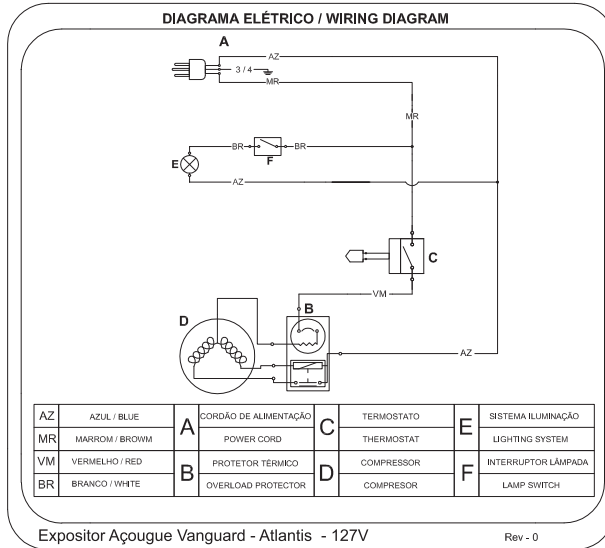 DIAGRAMA ELÉTRICO / WIRING DIAGRAM
A
AZ
3 / 4
MR
MR
BR
BR
F
E
AZ
C
VM
B
D
AZ
AZ AZUL / BLUE A CORDÃO DE ALIMENTAÇÃO C TERMOSTATO E SISTEMA ILUMINAÇÃO
MR MARROM / BROWM POWER CORD THERMOSTAT LIGHTING SYSTEM
VM VERMELHO / RED B PROTETOR TÉRMICO D COMPRESSOR F INTERRUPTOR LÂMPADA
BR BRANCO / WHITE OVERLOAD PROTECTOR COMPRESOR LAMP SWITCH
Expositor Açougue Vanguard - Atlantis - 127V Rev - 0